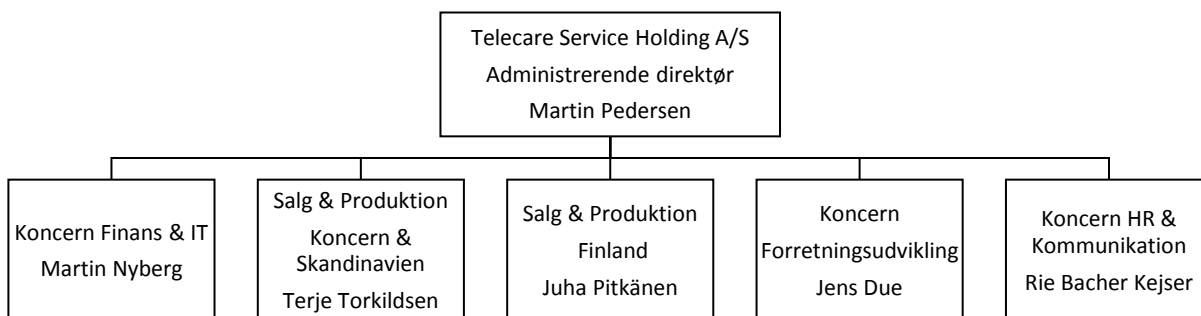 Telecare Service Holding A/S
Administrerende direktør
Martin Pedersen
Koncern Finans & IT
Martin Nyberg
Salg & Produktion
Koncern &
Skandinavien
Terje Torkildsen
Salg & Produktion
Finland
Juha Pitkänen
Koncern
Forretningsudvikling
Jens Due
Koncern HR &
Kommunikation
Rie Bacher Kejser